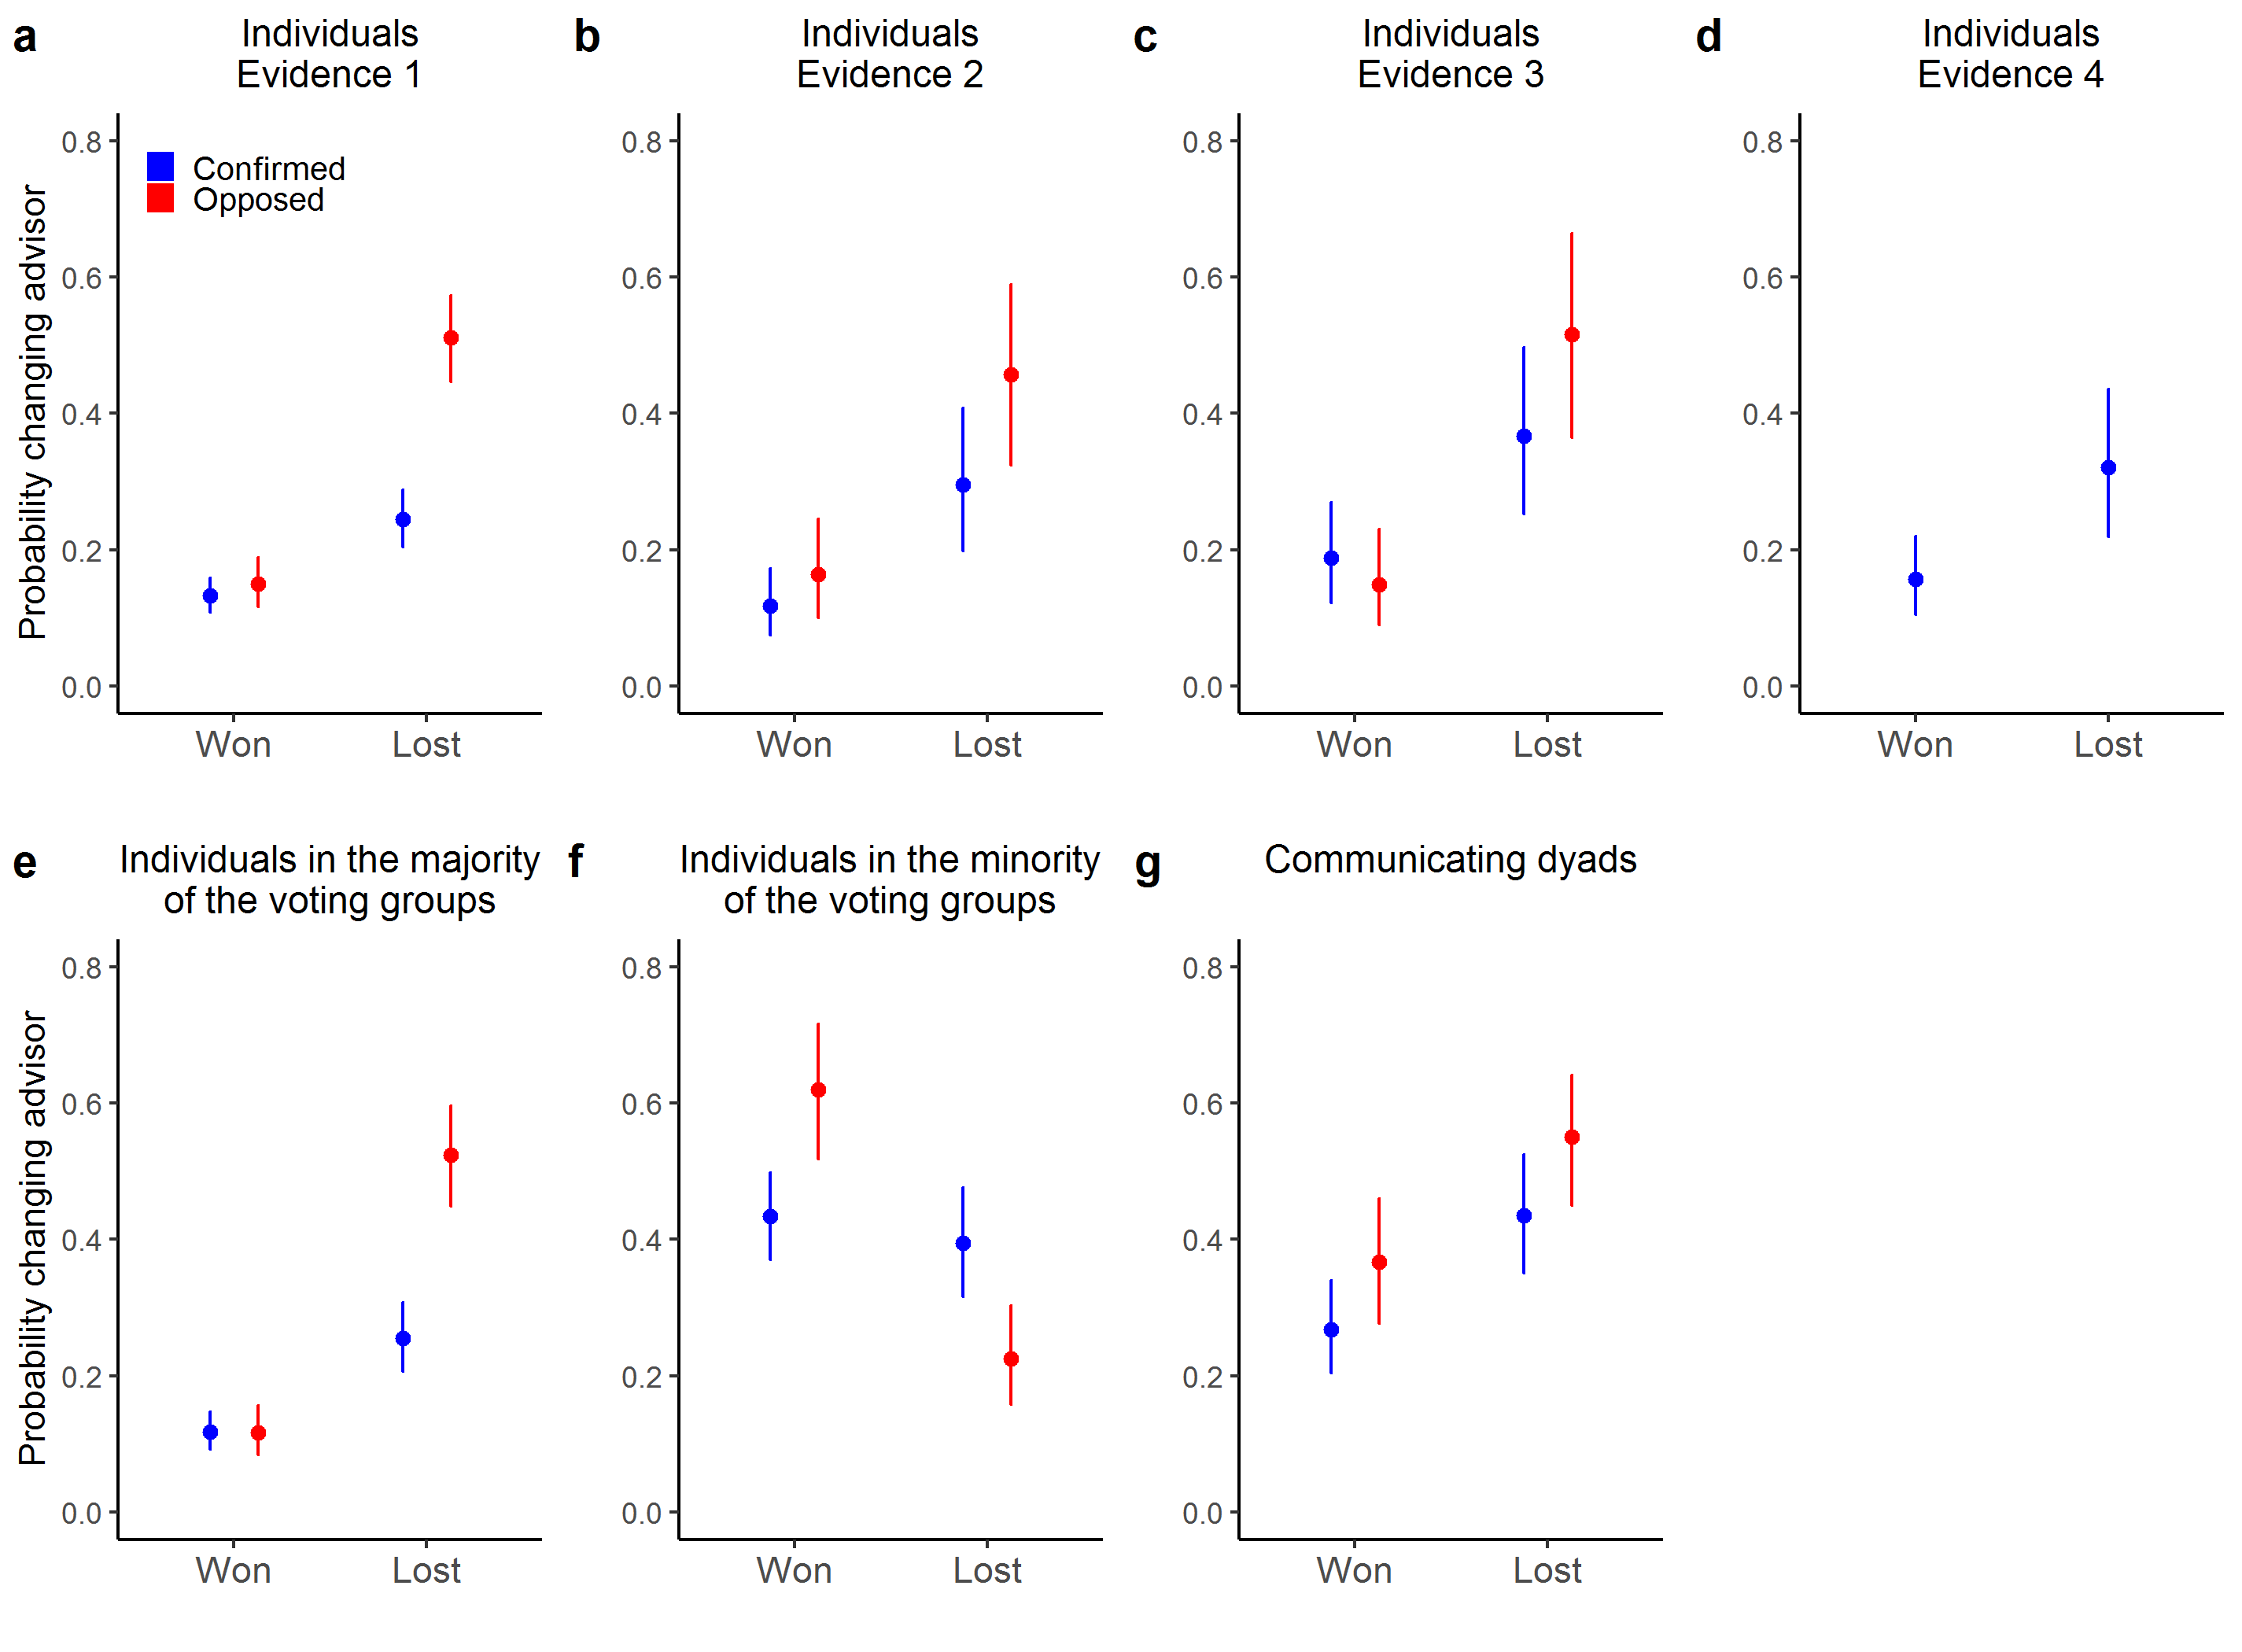 a
Individuals
Evidence 1
b
Individuals
Evidence 2
c
Individuals
Evidence 3
d
Individuals
Evidence 4
Probability changing advisor
0.8
0.6
0.4
0.2
0.0
Confirmed
Opposed
Won Lost
0.8
0.6
0.4
0.2
0.0
Won Lost
0.8
0.6
0.4
0.2
0.0
Won Lost
0.8
0.6
0.4
0.2
0.0
Won Lost
e
Individuals in the majority
of the voting groups
f
Individuals in the minority
of the voting groups
g
Communicating dyads
Probability changing advisor
0.8
0.6
0.4
0.2
0.0
Won Lost
0.8
0.6
0.4
0.2
0.0
Won Lost
0.8
0.6
0.4
0.2
0.0
Won Lost